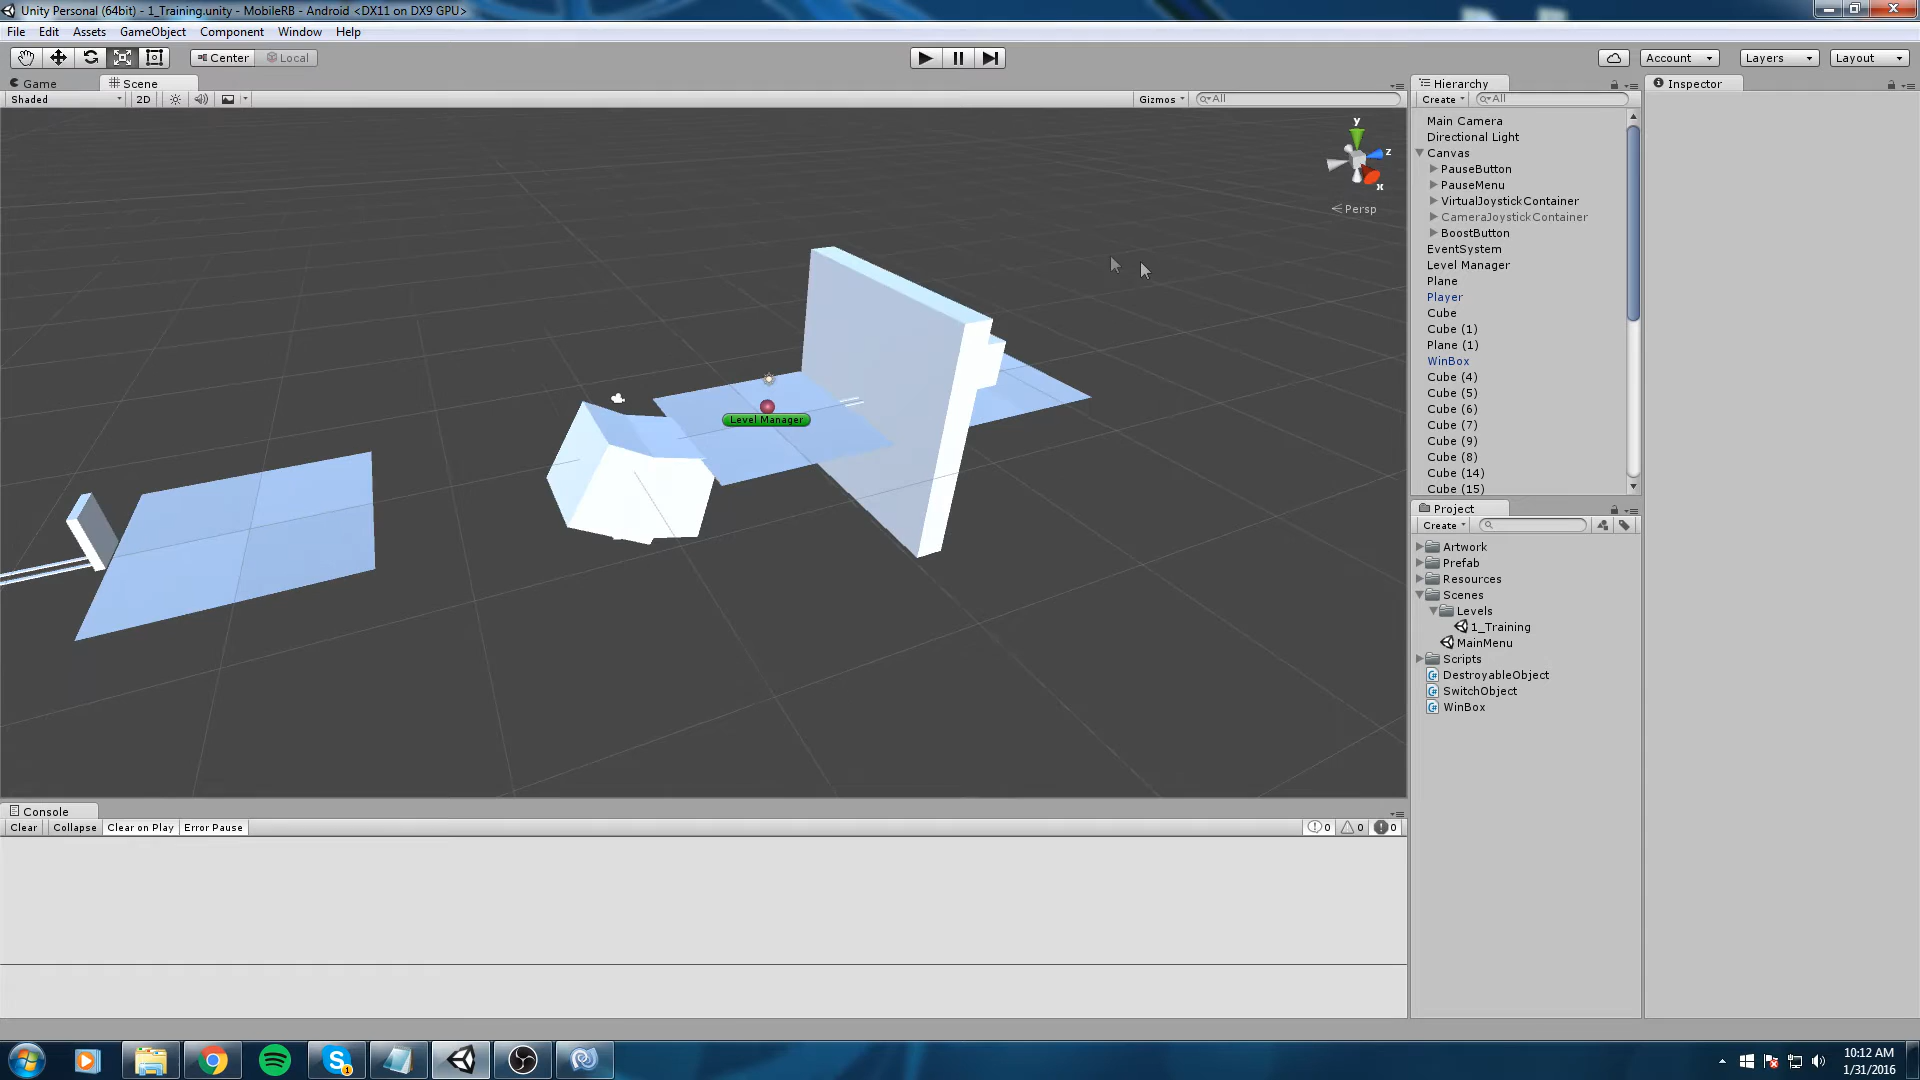 Unity Personal (64bit) - 1_Training.unity - MobileRB - Android <DX11 on DX9 GPU>
File Edit Assets GameObject Component Window Help
Center Local Account Layers Layout
Game Scene
Shaded 2D Gizmos All
y
z
x
Persp
Level Manager
Hierarchy
Create All
Main Camera
Directional Light
Canvas
PauseButton
PauseMenu
VirtualJoystickContainer
CameraJoystickContainer
BoostButton
EventSystem
Level Manager
Plane
Player
Cube
Cube (1)
Plane (1)
WinBox
Cube (4)
Cube (5)
Cube (6)
Cube (7)
Cube (9)
Cube (8)
Cube (14)
Cube (15)
Inspector
Project
Create
Artwork
Prefab
Resources
Scenes
Levels
1_Training
MainMenu
Scripts
DestroyableObject
SwitchObject
WinBox
Console
Clear Collapse Clear on Play Error Pause 0 0 0
10:12 AM
1/31/2016